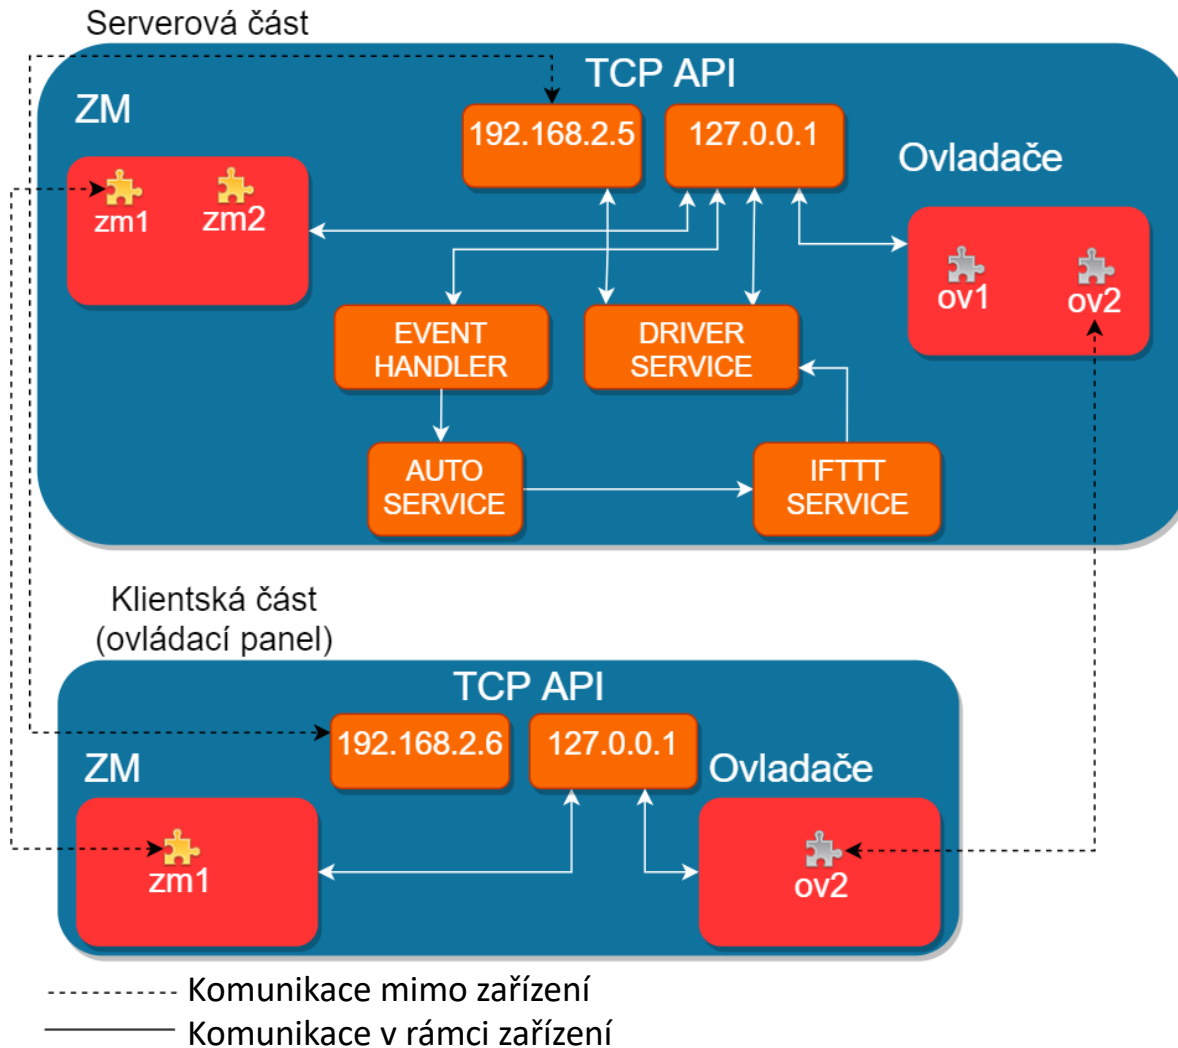 Serverová část
TCP API
ZM
192.168.2.5
127.0.0.1
Ovladače
zm1
zm2
ov1
ov2
EVENT
HANDLER
DRIVER
SERVICE
AUTO
SERVICE
IFTTT
SERVICE
Klientská část
(ovládací panel)
TCP API
192.168.2.6
127.0.0.1
ZM
Ovladače
zm1
ov2
Komunikace mimo zařízení
Komunikace v rámci zařízení